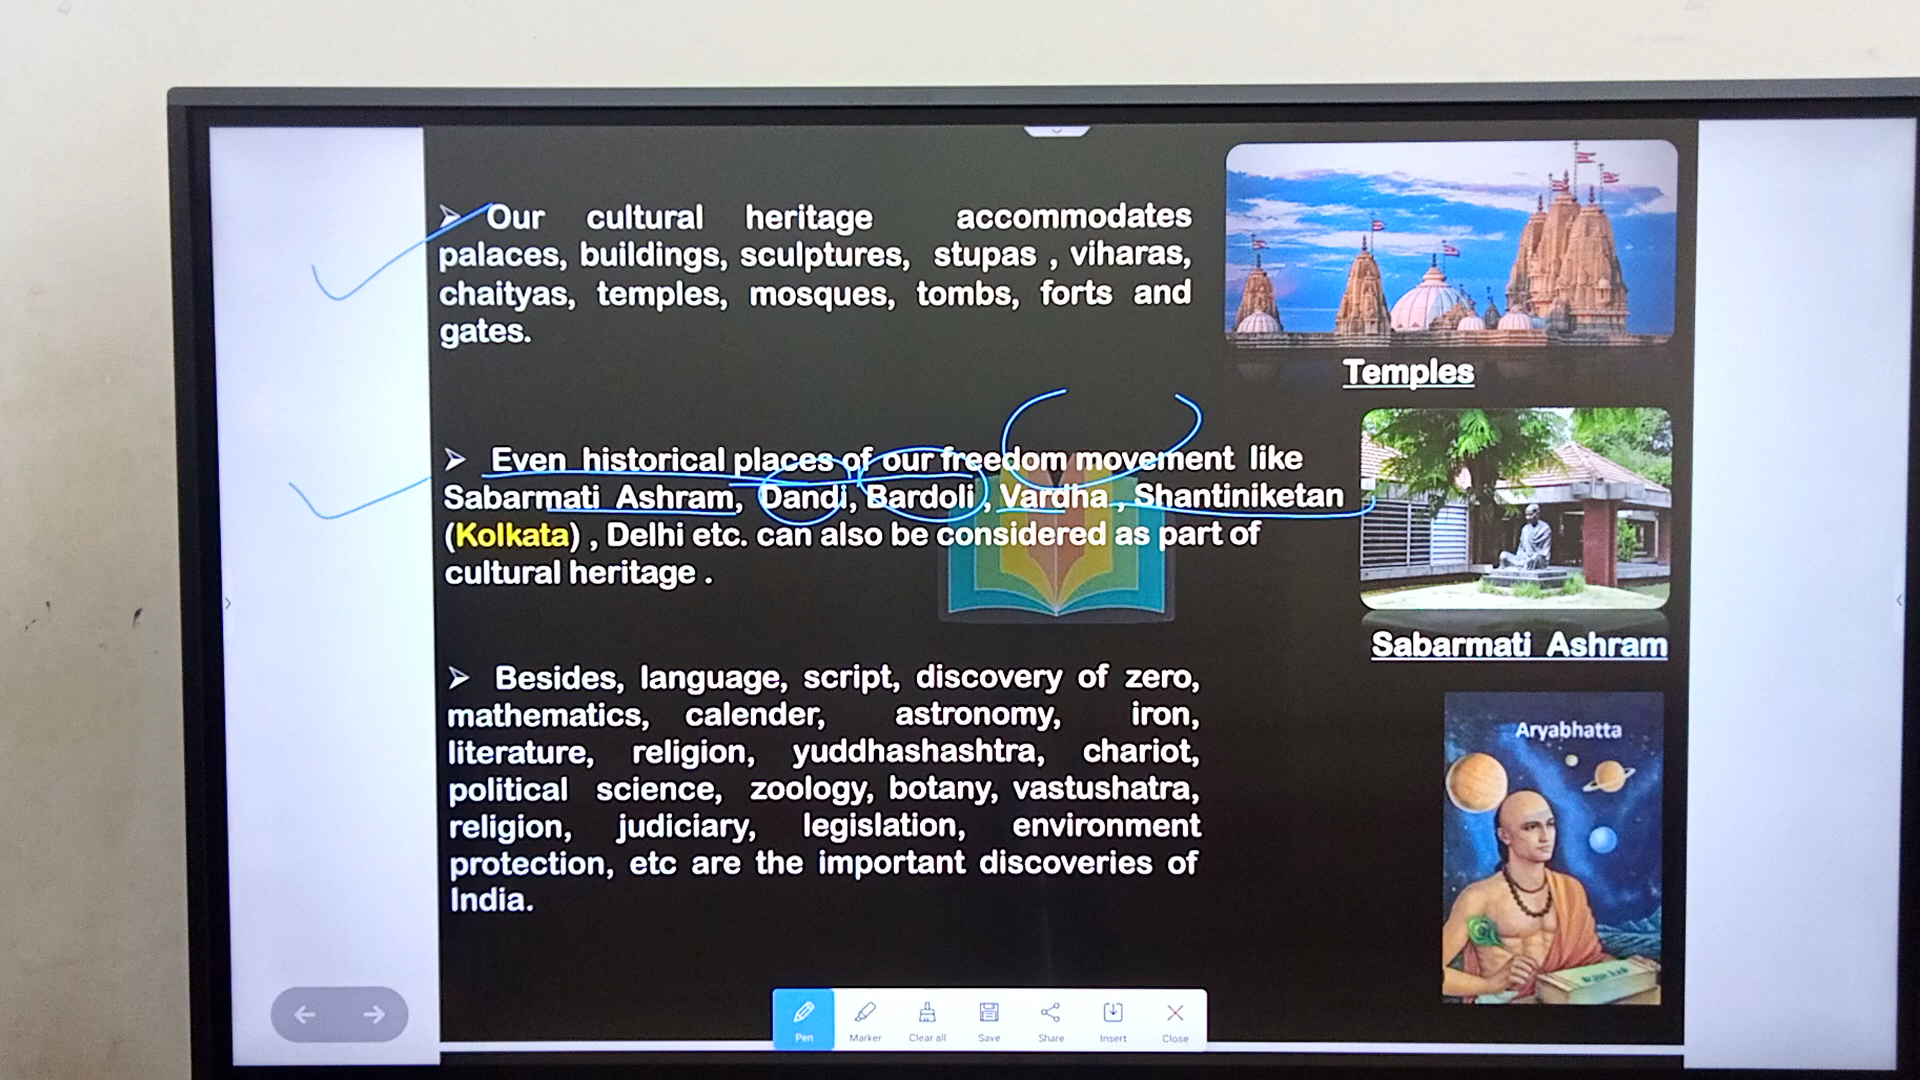 ➢ Our cultural heritage accommodates
palaces, buildings, sculptures, stupas , viharas,
chaityas, temples, mosques, tombs, forts and
gates.
Temples
➢ Even historical places of our freedom movement like
Sabarmati Ashram, Dandi, Bardoli , Vardha , Shantiniketan
(Kolkata) , Delhi etc. can also be considered as part of
cultural heritage .
Sabarmati Ashram
➢ Besides, language, script, discovery of zero,
mathematics, calender, astronomy, iron,
literature, religion, yuddhashashtra, chariot,
political science, zoology, botany, vastushatra,
religion, judiciary, legislation, environment
protection, etc are the important discoveries of
India.
Aryabhatta
Pen Marker Clear all Save Share Insert Close